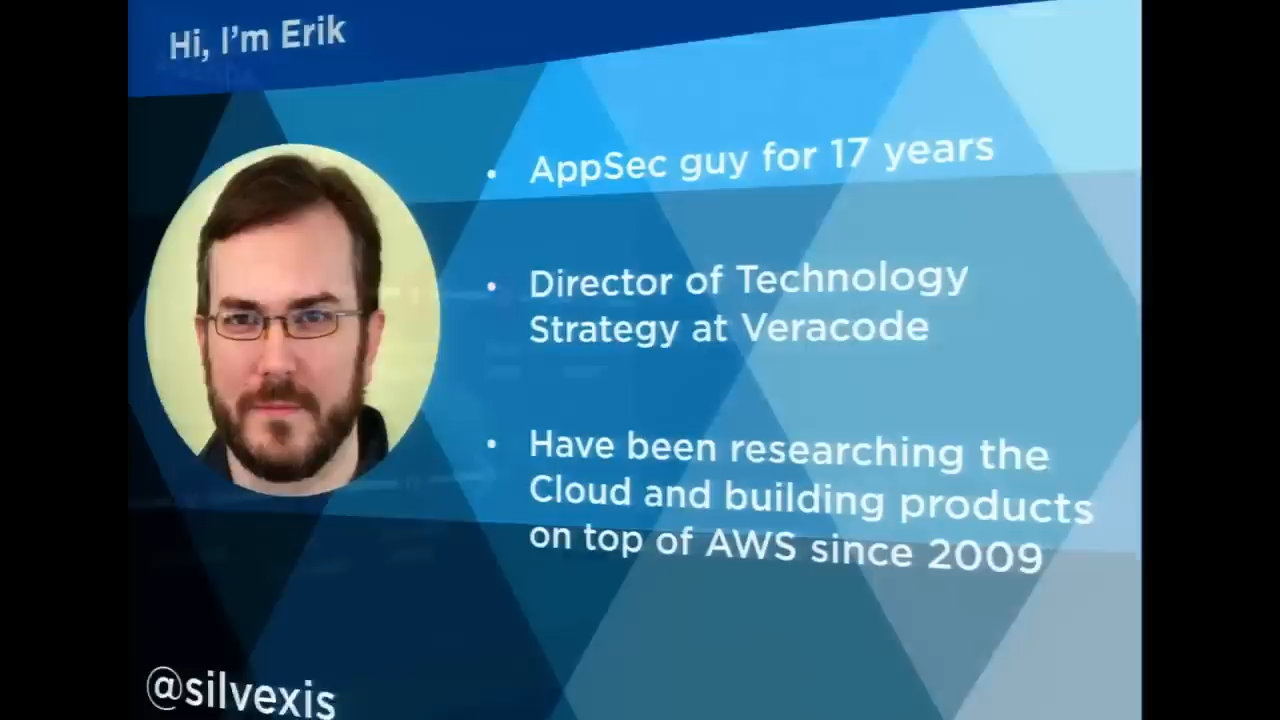 Hi, I'm Erik
• AppSec guy for 17 years
• Director of Technology
Strategy at Veracode
• Have been researching the
Cloud and building products
on top of AWS since 2009
@silvexis